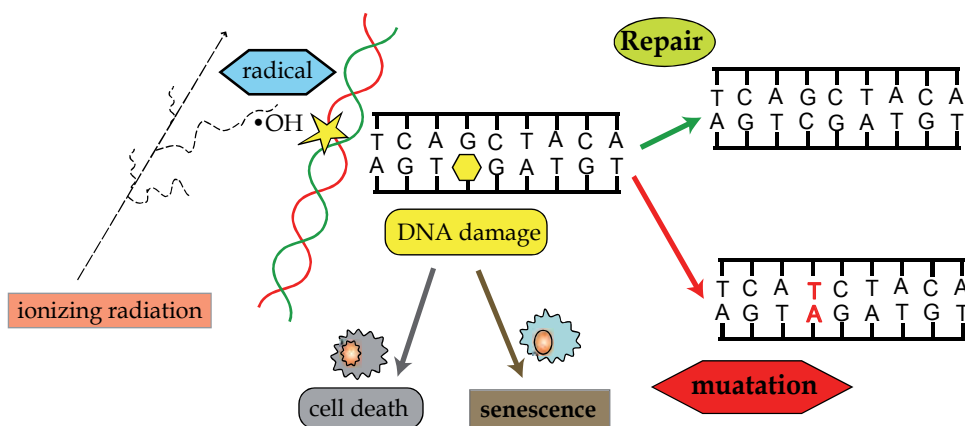 Repair
radical
•OH
T C A G C T A C A
A G T C G A T G T
T C A G C T A C A
A G T G A T G T
DNA damage
ionizing radiation
T C A T C T A C A
A G T A G A T G T
muatation
cell death
senescence